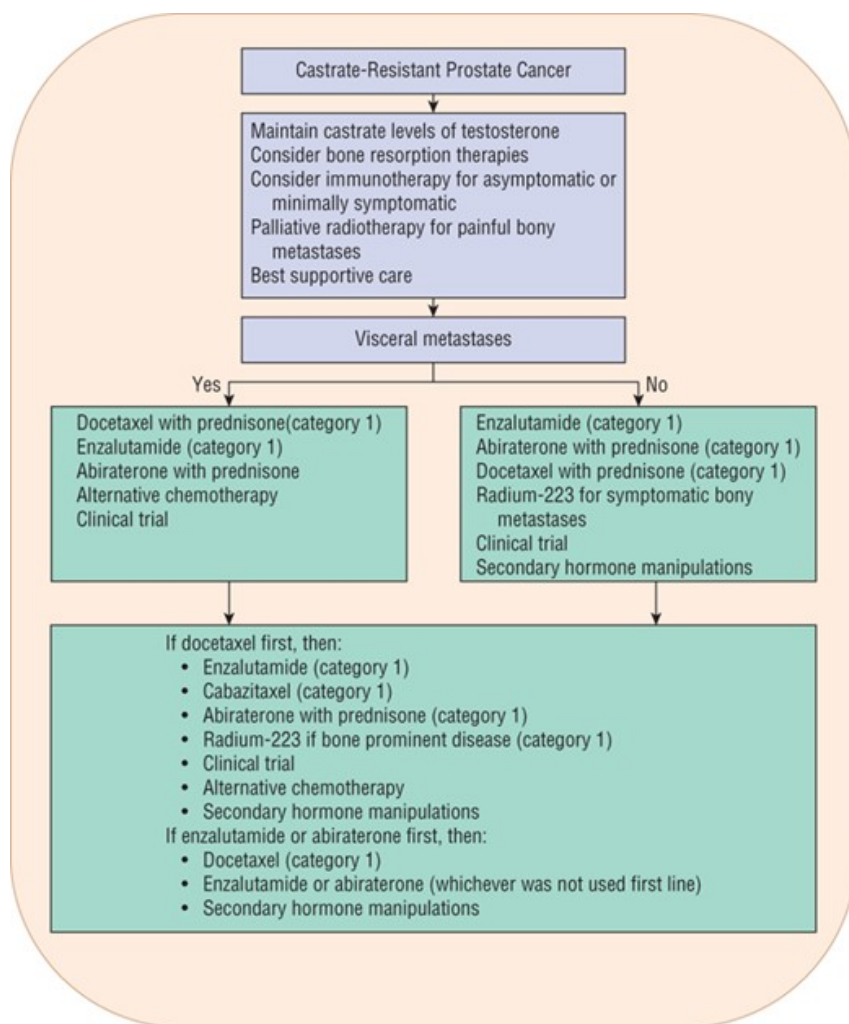 Castrate-Resistant Prostate Cancer
Maintain castrate levels of testosterone
Consider bone resorption therapies
Consider immunotherapy for asymptomatic or
minimally symptomatic
Palliative radiotherapy for painful bony
metastases
Best supportive care
Visceral metastases
Yes
No
Docetaxel with prednisone(category 1)
Enzalutamide (category 1)
Abiraterone with prednisone
Alternative chemotherapy
Clinical trial
Enzalutamide (category 1)
Abiraterone with prednisone (category 1)
Docetaxel with prednisone (category 1)
Radium-223 for symptomatic bony
metastases
Clinical trial
Secondary hormone manipulations
If docetaxel first, then:
• Enzalutamide (category 1)
• Cabazitaxel (category 1)
• Abiraterone with prednisone (category 1)
• Radium-223 if bone prominent disease (category 1)
• Clinical trial
• Alternative chemotherapy
• Secondary hormone manipulations
If enzalutamide or abiraterone first, then:
• Docetaxel (category 1)
• Enzalutamide or abiraterone (whichever was not used first line)
• Secondary hormone manipulations